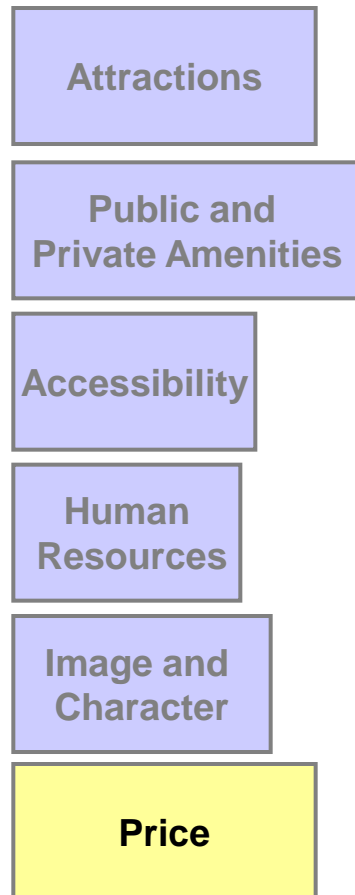 Attractions
Public and
Private Amenities
Accessibility
Human
Resources
Image and
Character
Price